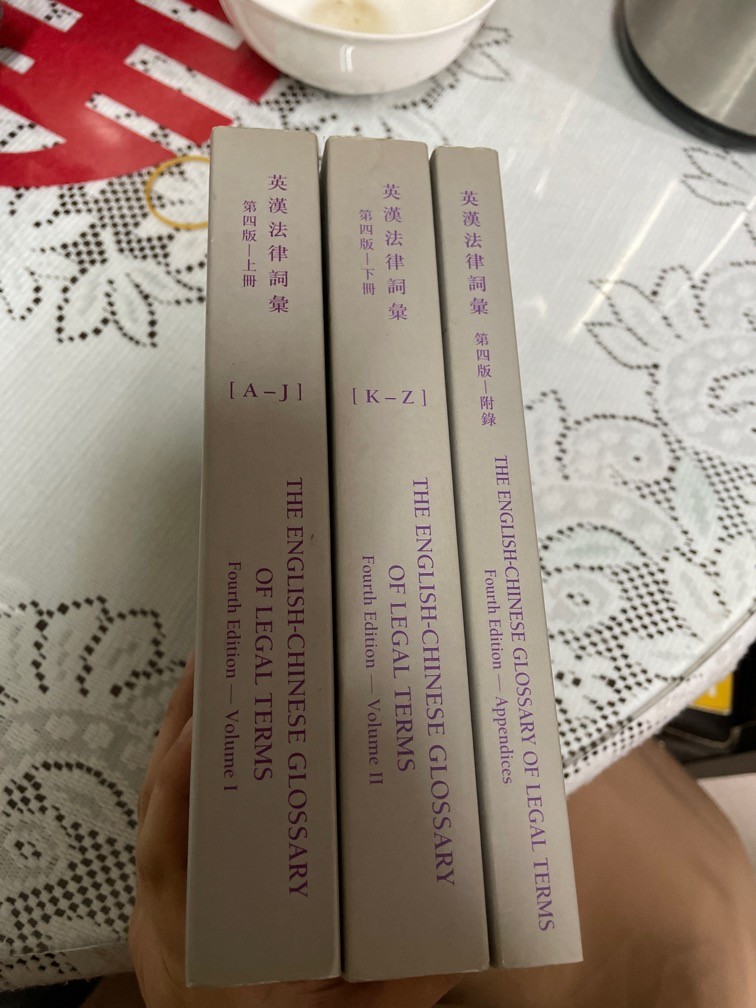 英漢法律詞彙
第四版—上冊
[A–J]
THE ENGLISH-CHINESE GLOSSARY
OF LEGAL TERMS
Fourth Edition — Volume I
英漢法律詞彙
第四版—下冊
[K–Z]
THE ENGLISH-CHINESE GLOSSARY
OF LEGAL TERMS
Fourth Edition — Volume II
英漢法律詞彙
第四版—附錄
THE ENGLISH-CHINESE GLOSSARY OF LEGAL TERMS
Fourth Edition — Appendices